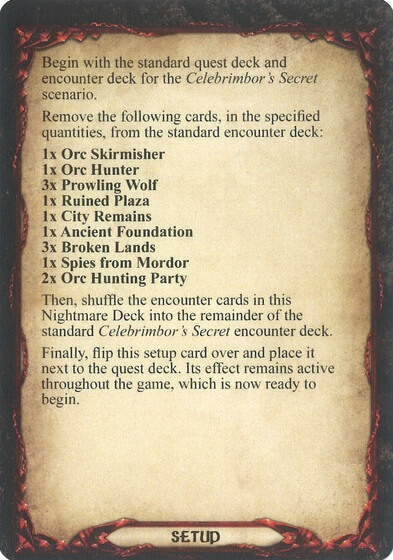 Begin with the standard quest deck and
encounter deck for the Celebrimbor's Secret
scenario.
Remove the following cards, in the specified
quantities, from the standard encounter deck:
1x Orc Skirmisher
1x Orc Hunter
3x Prowling Wolf
1x Ruined Plaza
1x City Remains
1x Ancient Foundation
3x Broken Lands
1x Spies from Mordor
2x Orc Hunting Party
Then, shuffle the encounter cards in this
Nightmare Deck into the remainder of the
standard Celebrimbor's Secret encounter deck.
Finally, flip this setup card over and place it
next to the quest deck. Its effect remains active
throughout the game, which is now ready to
begin.
SETUP